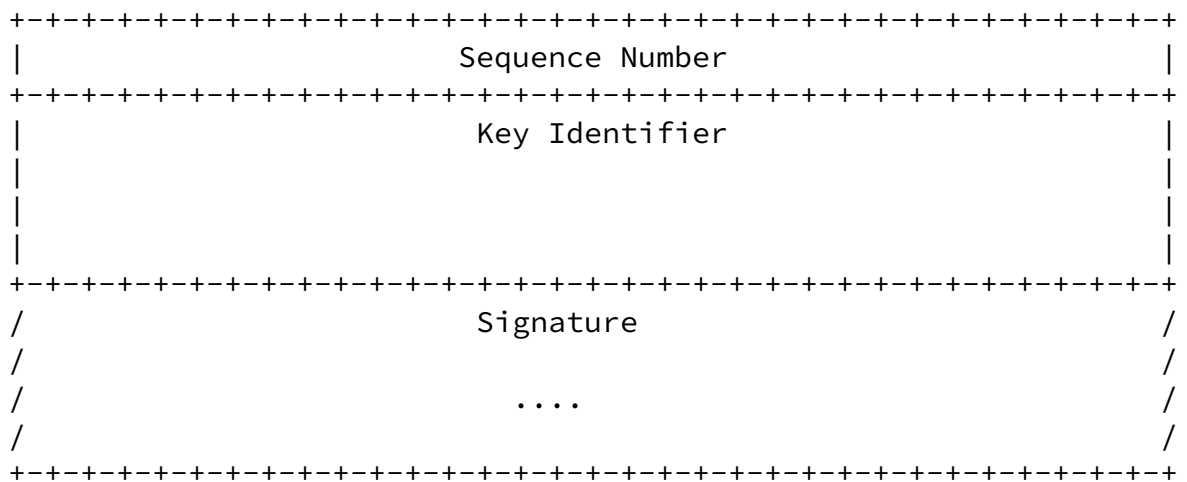 +-+-+-+-+-+-+-+-+-+-+-+-+-+-+-+-+-+-+-+-+-+-+-+-+-+-+-+-+-+-+-+-+
|                        Sequence Number                        |
+-+-+-+-+-+-+-+-+-+-+-+-+-+-+-+-+-+-+-+-+-+-+-+-+-+-+-+-+-+-+-+-+
|                         Key Identifier                        |
|                                                               |
|                                                               |
|                                                               |
+-+-+-+-+-+-+-+-+-+-+-+-+-+-+-+-+-+-+-+-+-+-+-+-+-+-+-+-+-+-+-+-+
/                         Signature                             /
/                                                               /
/                           ....                                /
/                                                               /
+-+-+-+-+-+-+-+-+-+-+-+-+-+-+-+-+-+-+-+-+-+-+-+-+-+-+-+-+-+-+-+-+